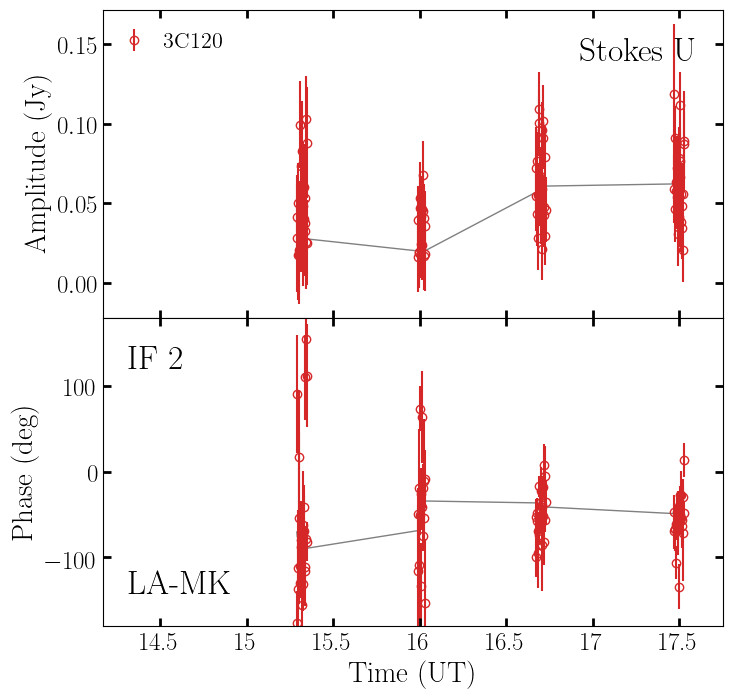 3C120
Stokes U
0.15
0.10
0.05
0.00
Amplitude (Jy)
IF 2
100
0
−100
Phase (deg)
LA-MK
14.5 15 15.5 16 16.5 17 17.5
Time (UT)